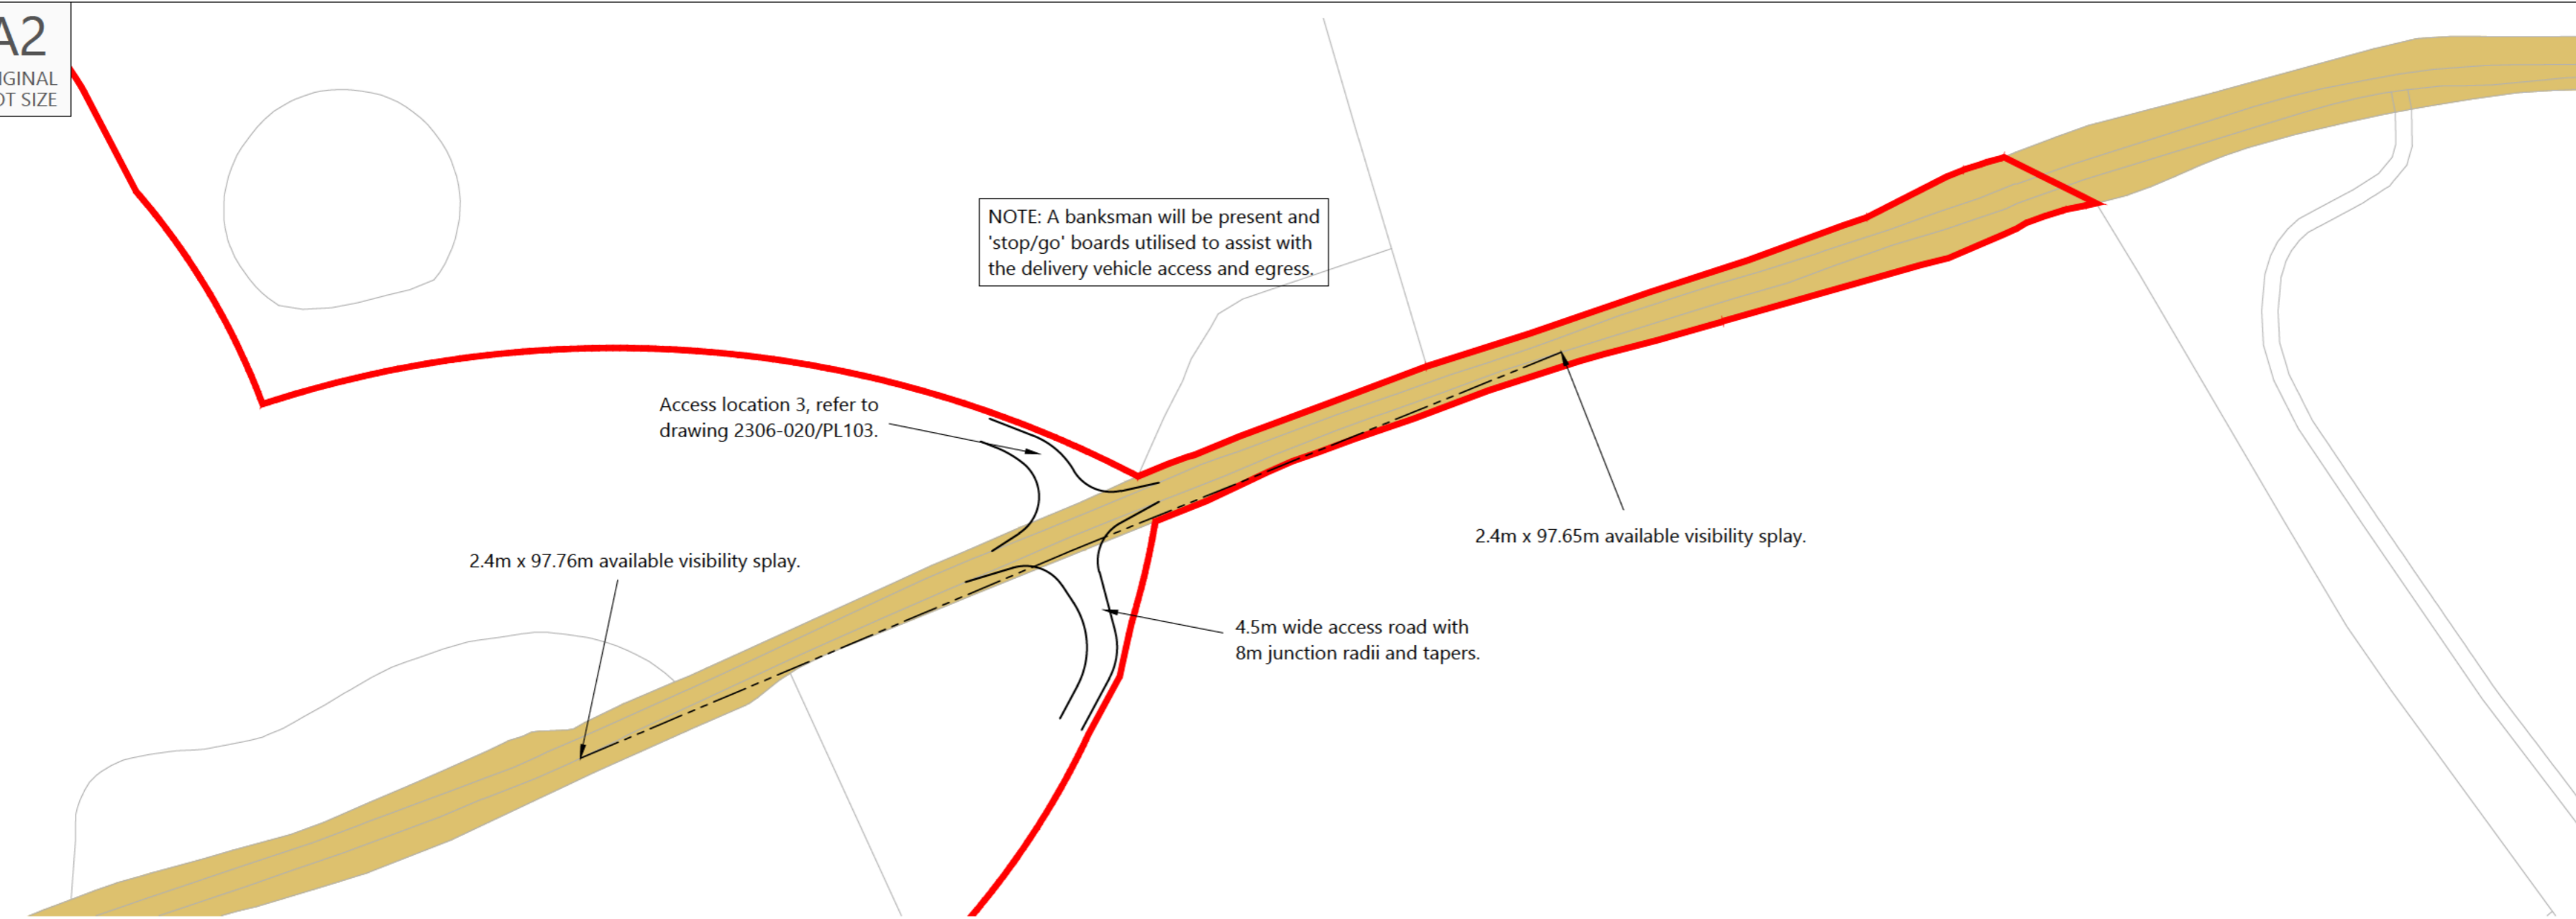 A2
IGINAL
OT SIZE
NOTE: A banksman will be present and
'stop/go' boards utilised to assist with
the delivery vehicle access and egress.
Access location 3, refer to
drawing 2306-020/PL103.
2.4m x 97.76m available visibility splay.
2.4m x 97.65m available visibility splay.
4.5m wide access road with
8m junction radii and tapers.